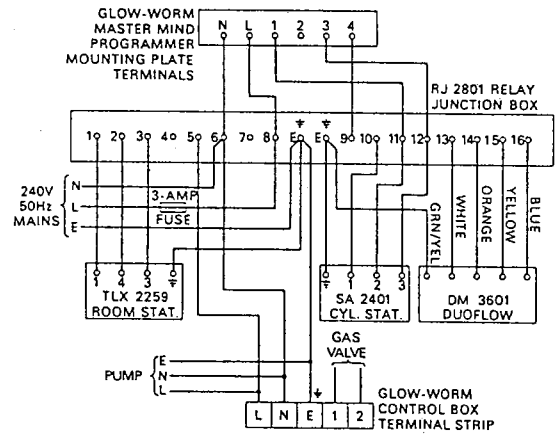 GLOW-WORM
MASTER MIND
PROGRAMMER
MOUNTING PLATE
TERMINALS
N L 1 2 3 4
RJ 2801 RELAY
JUNCTION BOX
1 2 3 4 5 6 7 8 E E 9 10 11 12 13 14 15 16
240V
50Hz
MAINS
N
L
E
3-AMP
FUSE
GRN/YEL
WHITE
ORANGE
YELLOW
BLUE
1 4 3
TLX 2259
ROOM STAT.
1 2 3
SA 2401
CYL. STAT.
DM 3601
DUOFLOW
GAS
VALVE
PUMP
E
N
L
L N E 1 2
GLOW-WORM
CONTROL BOX
TERMINAL STRIP